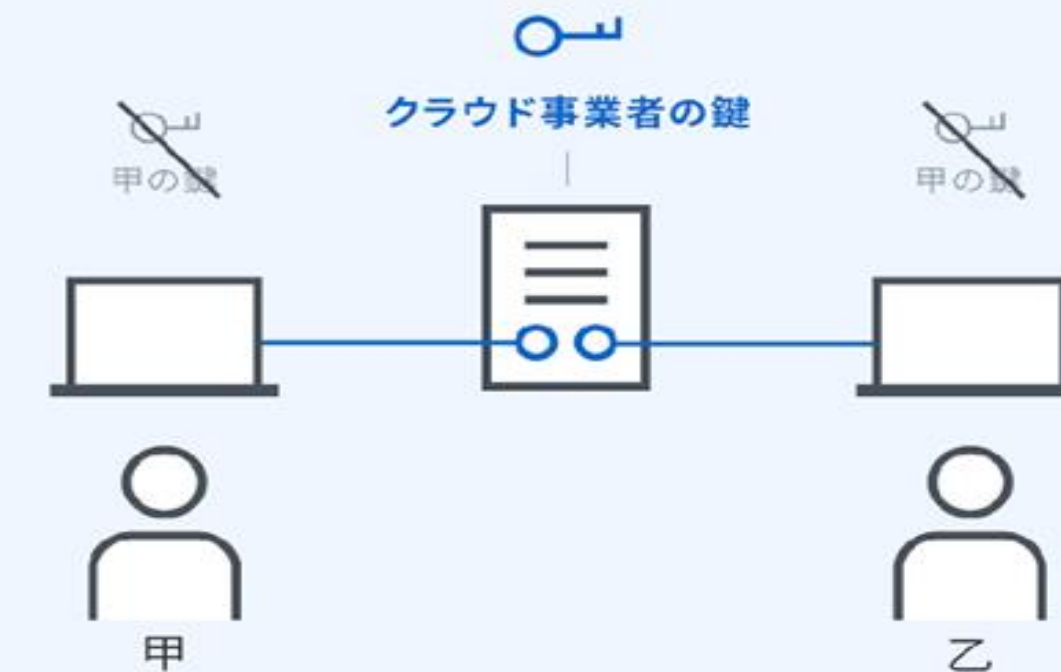 クラウド事業者の鍵
甲の鍵
甲の鍵
甲
乙